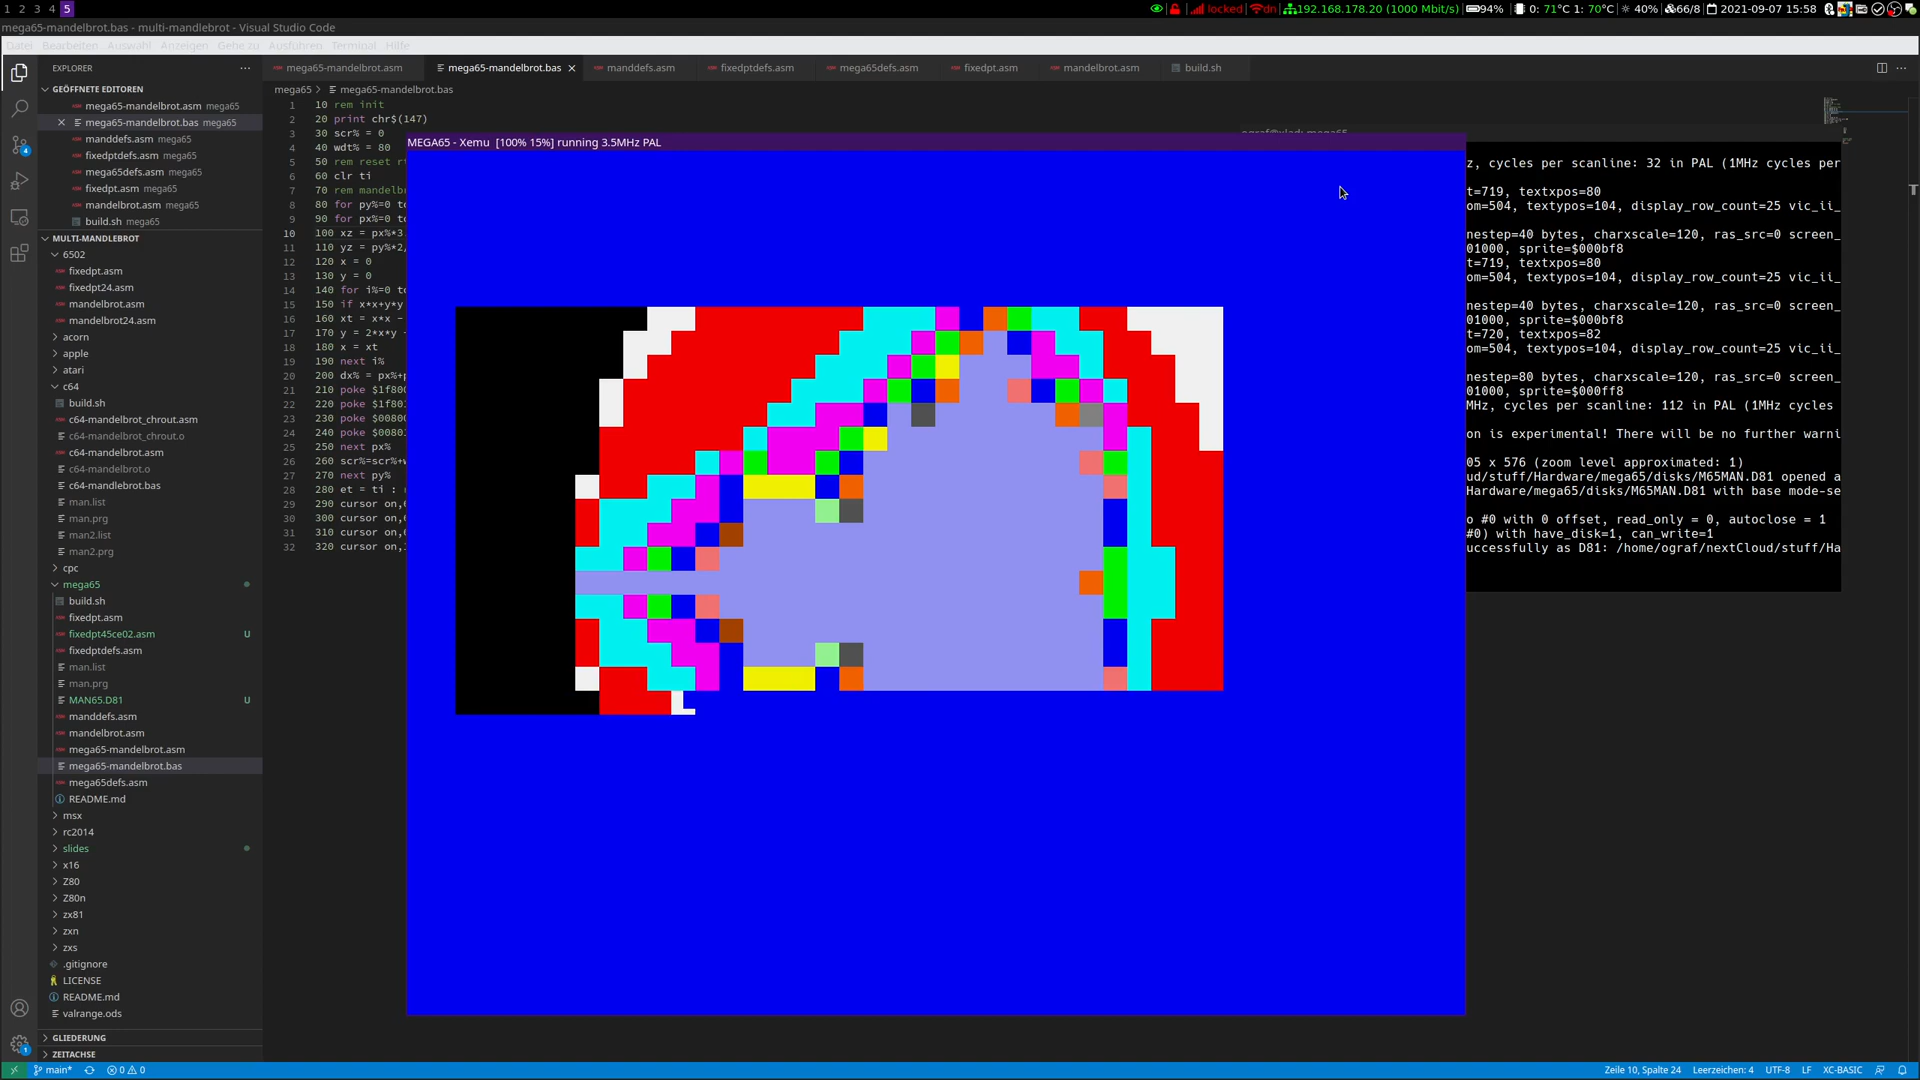 1 2 3 4 5
locked dn 192.168.178.20 (1000 Mbit/s) 94% 0: 71°C 1: 70°C 40% 66/8 2021-09-07 15:58
mega65-mandelbrot.bas - multi-mandlebrot - Visual Studio Code
Datei Bearbeiten Auswahl Anzeigen Gehe zu Ausführen Terminal Hilfe
EXPLORER
mega65-mandelbrot.asm mega65-mandelbrot.bas manddefs.asm fixedptdefs.asm mega65defs.asm fixedpt.asm mandelbrot.asm build.sh
GEÖFFNETE EDITOREN
mega65-mandelbrot.asm mega65
mega65-mandelbrot.bas mega65
manddefs.asm mega65
fixedptdefs.asm mega65
mega65defs.asm mega65
fixedpt.asm mega65
mandelbrot.asm mega65
build.sh mega65
MULTI-MANDLEBROT
6502
fixedpt.asm
fixedpt24.asm
mandelbrot.asm
mandelbrot24.asm
acorn
apple
atari
c64
build.sh
c64-mandelbrot_chrout.asm
c64-mandelbrot_chrout.o
c64-mandelbrot.asm
c64-mandelbrot.o
c64-mandelbrot.bas
man.list
man.prg
man2.list
man2.prg
cpc
mega65
build.sh
fixedpt.asm
fixedpt45ce02.asm U
fixedptdefs.asm
man.list
man.prg
MAN65.D81 U
manddefs.asm
mandelbrot.asm
mega65-mandelbrot.asm
mega65-mandelbrot.bas
mega65defs.asm
README.md
msx
rc2014
slides
x16
Z80
Z80n
zx81
zxn
zxs
.gitignore
LICENSE
README.md
valrange.ods
GLIEDERUNG
ZEITACHSE
mega65 > mega65-mandelbrot.bas
1 10 rem init
2 20 print chr$(147)
3 30 scr% = 0
4 40 wdt% = 80
5 50 rem reset rt
6 60 clr ti
7 70 rem mandelbr
8 80 for py%=0 to
9 90 for px%=0 to
10 100 xz = px%*3
11 110 yz = py%*2/
12 120 x = 0
13 130 y = 0
14 140 for i%=0 to
15 150 if x*x+y*y
16 160 xt = x*x -
17 170 y = 2*x*y
18 180 x = xt
19 190 next i%
20 200 dx% = px%+p
21 210 poke $1f800
22 220 poke $1f80
23 230 poke $00800
24 240 poke $0080
25 250 next px%
26 260 scr%=scr%+w
27 270 next py%
28 280 et = ti :
29 290 cursor on,
30 300 cursor on,
31 310 cursor on,
32 320 cursor on,
MEGA65 - Xemu [100% 15%] running 3.5MHz PAL
z, cycles per scanline: 32 in PAL (1MHz cycles per
t=719, textxpos=80
om=504, textypos=104, display_row_count=25 vic_ii_
nestep=40 bytes, charxscale=120, ras_src=0 screen_
01000, sprite=$000bf8
t=719, textxpos=80
om=504, textypos=104, display_row_count=25 vic_ii_
nestep=40 bytes, charxscale=120, ras_src=0 screen_
01000, sprite=$000bf8
t=720, textxpos=82
om=504, textypos=104, display_row_count=25 vic_ii_
nestep=80 bytes, charxscale=120, ras_src=0 screen_
01000, sprite=$000ff8
MHz, cycles per scanline: 112 in PAL (1MHz cycles
on is experimental! There will be no further warni
05 x 576 (zoom level approximated: 1)
ud/stuff/Hardware/mega65/disks/M65MAN.D81 opened a
Hardware/mega65/disks/M65MAN.D81 with base mode-se
o #0 with 0 offset, read_only = 0, autoclose = 1
#0) with have_disk=1, can_write=1
uccessfully as D81: /home/ograf/nextCloud/stuff/Ha
main* 0 0
Zeile 10, Spalte 24 Leerzeichen: 4 UTF-8 LF XC-BASIC